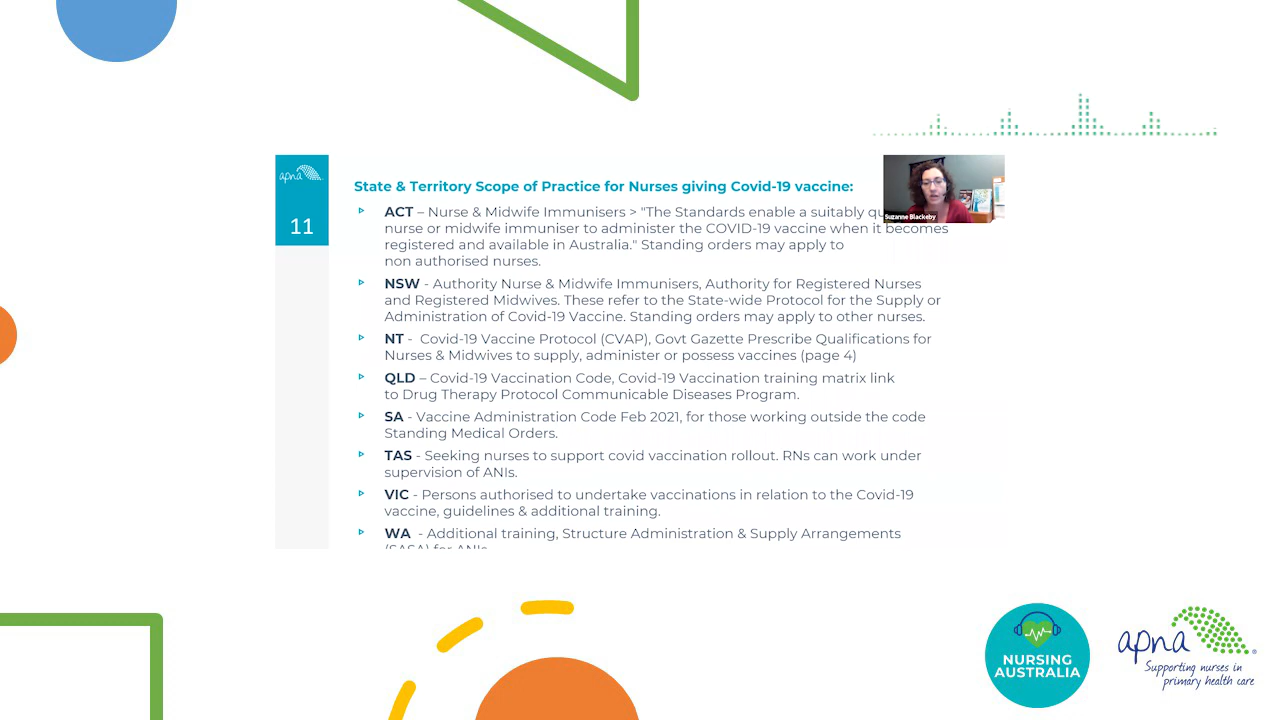 apna
11
State & Territory Scope of Practice for Nurses giving Covid-19 vaccine:
ACT – Nurse & Midwife Immunisers > "The Standards enable a suitably
nurse or midwife immuniser to administer the COVID-19 vaccine when it becomes
registered and available in Australia." Standing orders may apply to
non authorised nurses.
NSW - Authority Nurse & Midwife Immunisers, Authority for Registered Nurses
and Registered Midwives. These refer to the State-wide Protocol for the Supply or
Administration of Covid-19 Vaccine. Standing orders may apply to other nurses.
NT - Covid-19 Vaccine Protocol (CVAP), Govt Gazette Prescribe Qualifications for
Nurses & Midwives to supply, administer or possess vaccines (page 4)
QLD – Covid-19 Vaccination Code, Covid-19 Vaccination training matrix link
to Drug Therapy Protocol Communicable Diseases Program.
SA - Vaccine Administration Code Feb 2021, for those working outside the code
Standing Medical Orders.
TAS - Seeking nurses to support covid vaccination rollout. RNs can work under
supervision of ANIs.
VIC - Persons authorised to undertake vaccinations in relation to the Covid-19
vaccine, guidelines & additional training.
WA - Additional training, Structure Administration & Supply Arrangements
(SASA) for ANIs
Suzanne Blackeby
NURSING
AUSTRALIA
apna
Supporting nurses in
primary health care